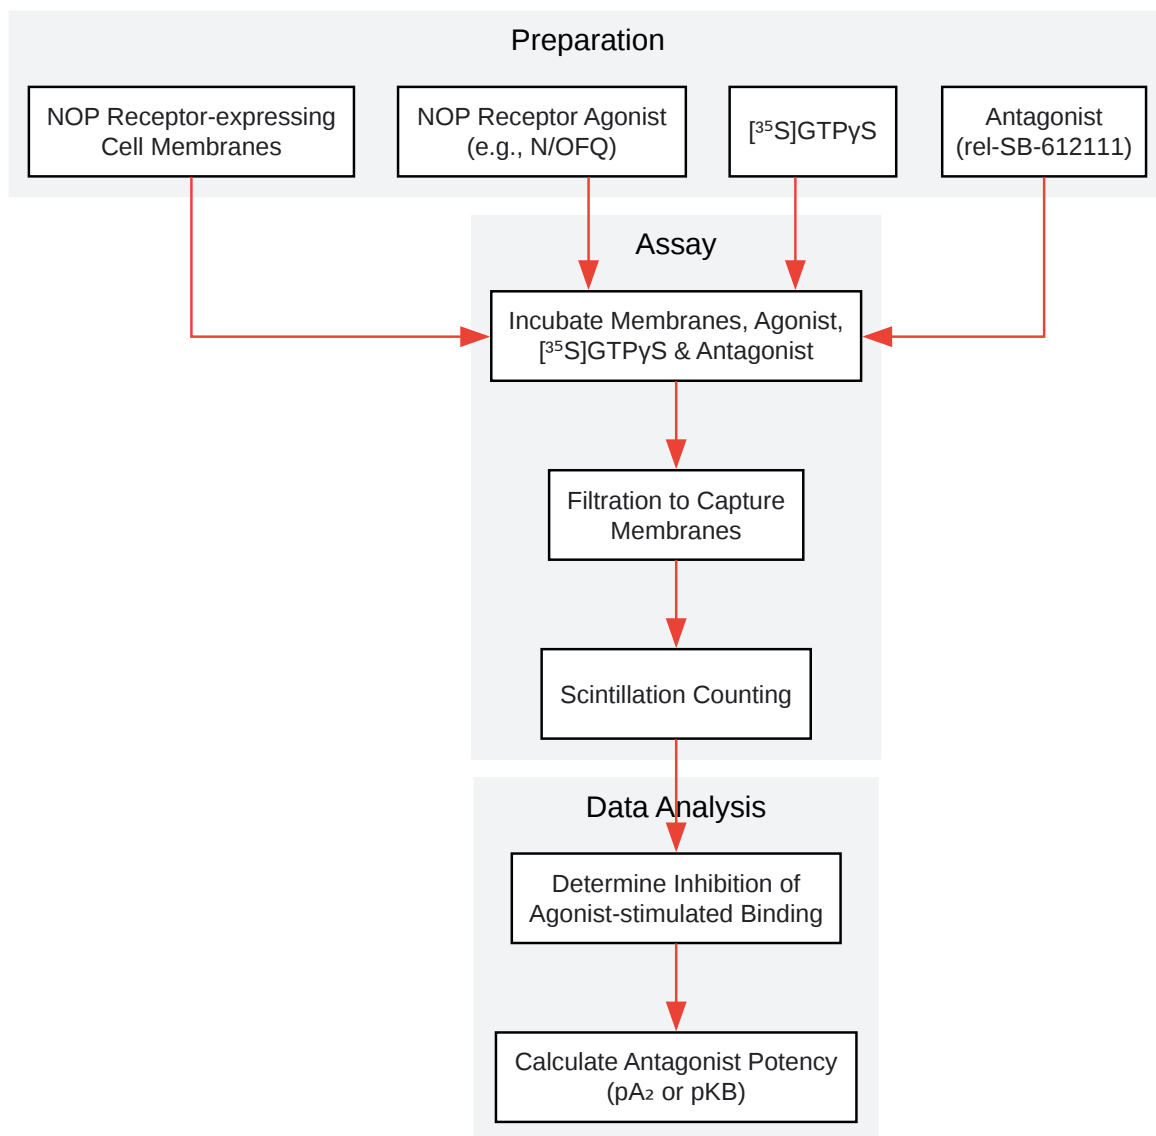 Preparation
NOP Receptor-expressing
Cell Membranes
NOP Receptor Agonist
(e.g., N/OFQ)
[³⁵S]GTPγS
Antagonist
(rel-SB-612111)
Assay
Incubate Membranes, Agonist,
[³⁵S]GTPγS & Antagonist
Filtration to Capture
Membranes
Scintillation Counting
Data Analysis
Determine Inhibition of
Agonist-stimulated Binding
Calculate Antagonist Potency
(pA₂ or pKB)